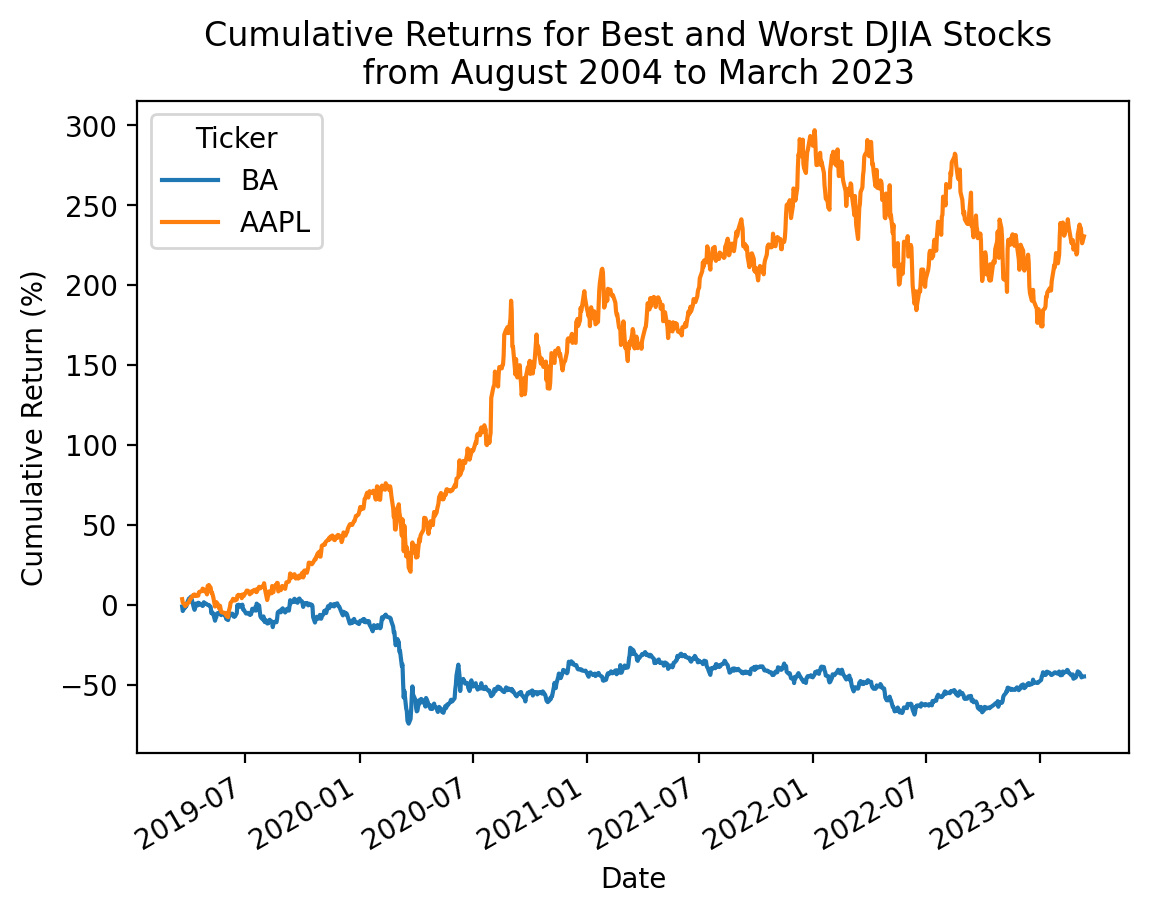 Cumulative Returns for Best and Worst DJIA Stocks
from August 2004 to March 2023
Ticker
BA
AAPL
Cumulative Return (%)
300
250
200
150
100
50
0
−50
2019-07
2020-01
2020-07
2021-01
2021-07
2022-01
2022-07
2023-01
Date